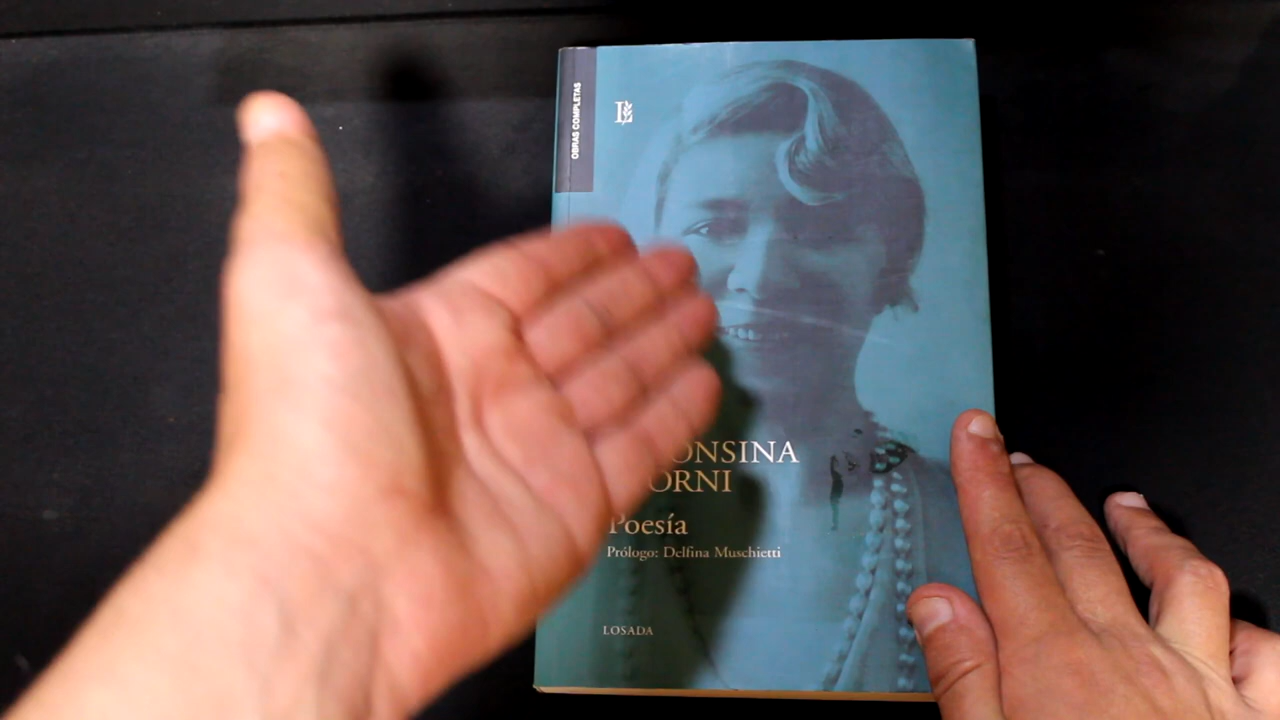 OBRAS COMPLETAS
ONSINA
ORNI
Poesía
Prólogo: Delfina Muschietti
LOSADA